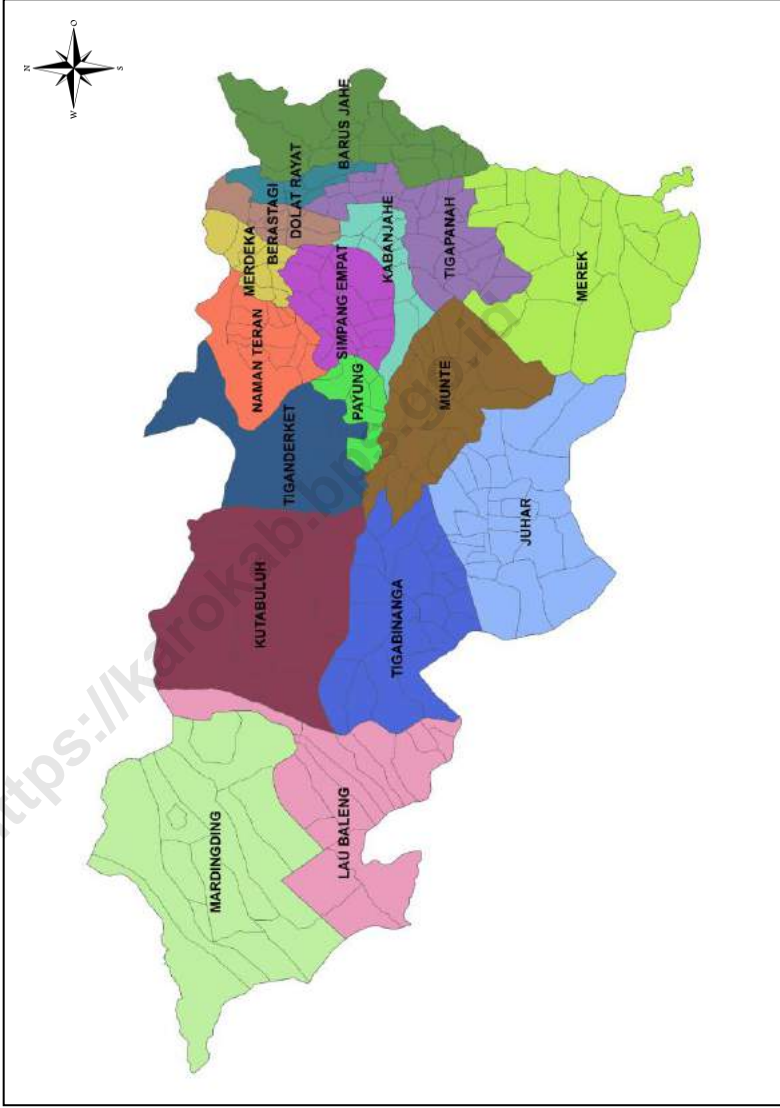 N
O
S
W
MARDINGDING
LAU BALENG
KUTABULUH
TIGABINANGA
TIGANDERKET
JUHAR
NAMAN TERAN
PAYUNG
MUNTE
SIMPANG EMPAT
MERDEKA
BERASTAGI
DOLAT RAYAT
BARUS JAHE
KABANJAHE
TIGAPANAH
MEREK
https://karokab.bps.go.id